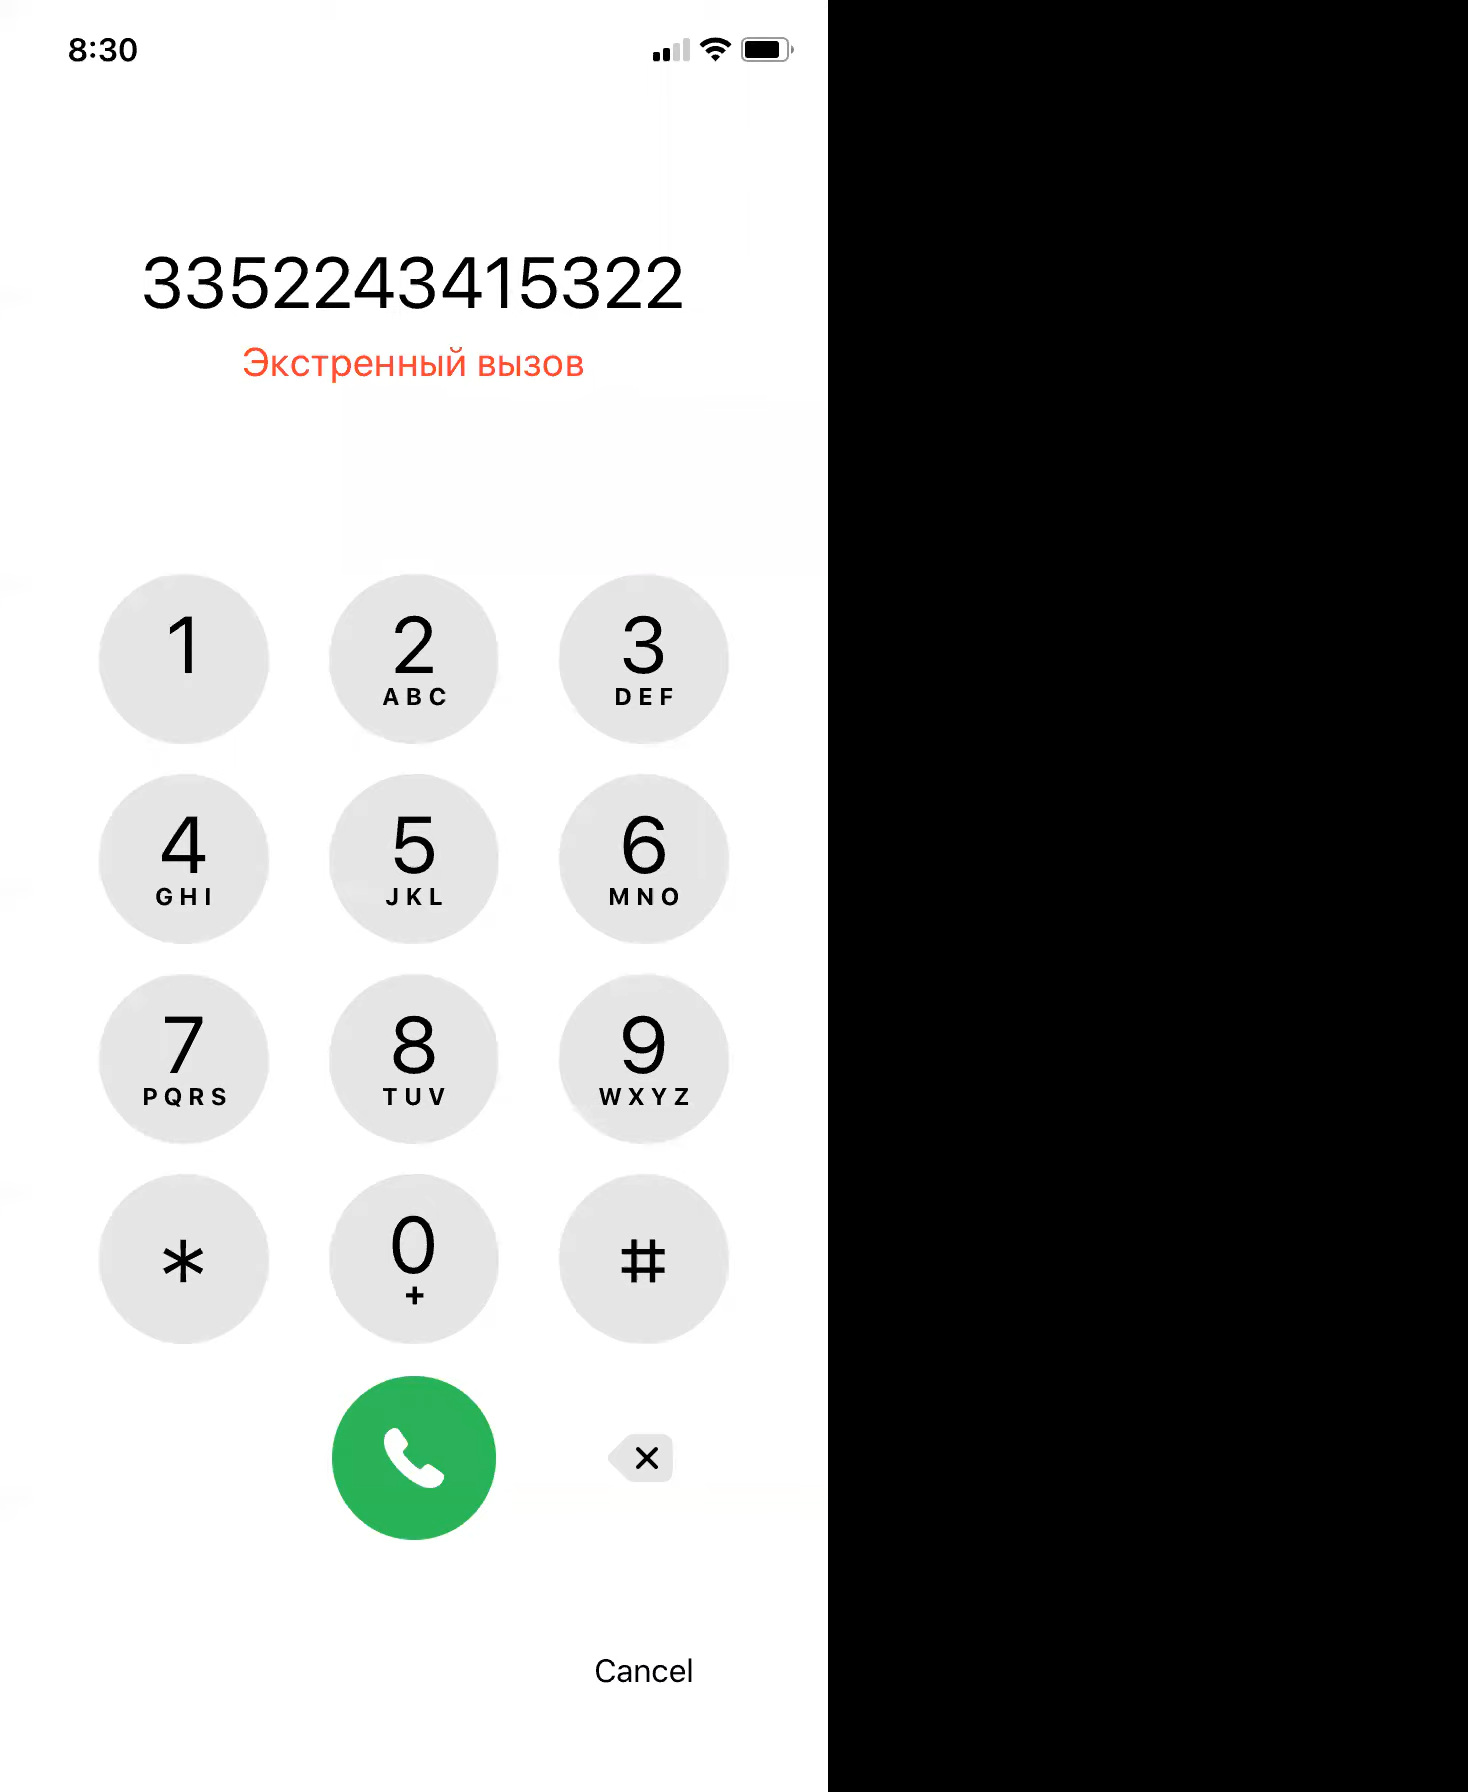 8:30
3352243415322
Экстренный вызов
1 2 3
ABC DEF
4 5 6
GHI JKL MNO
7 8 9
PQRS TUV WXYZ
* 0 #
+
Cancel